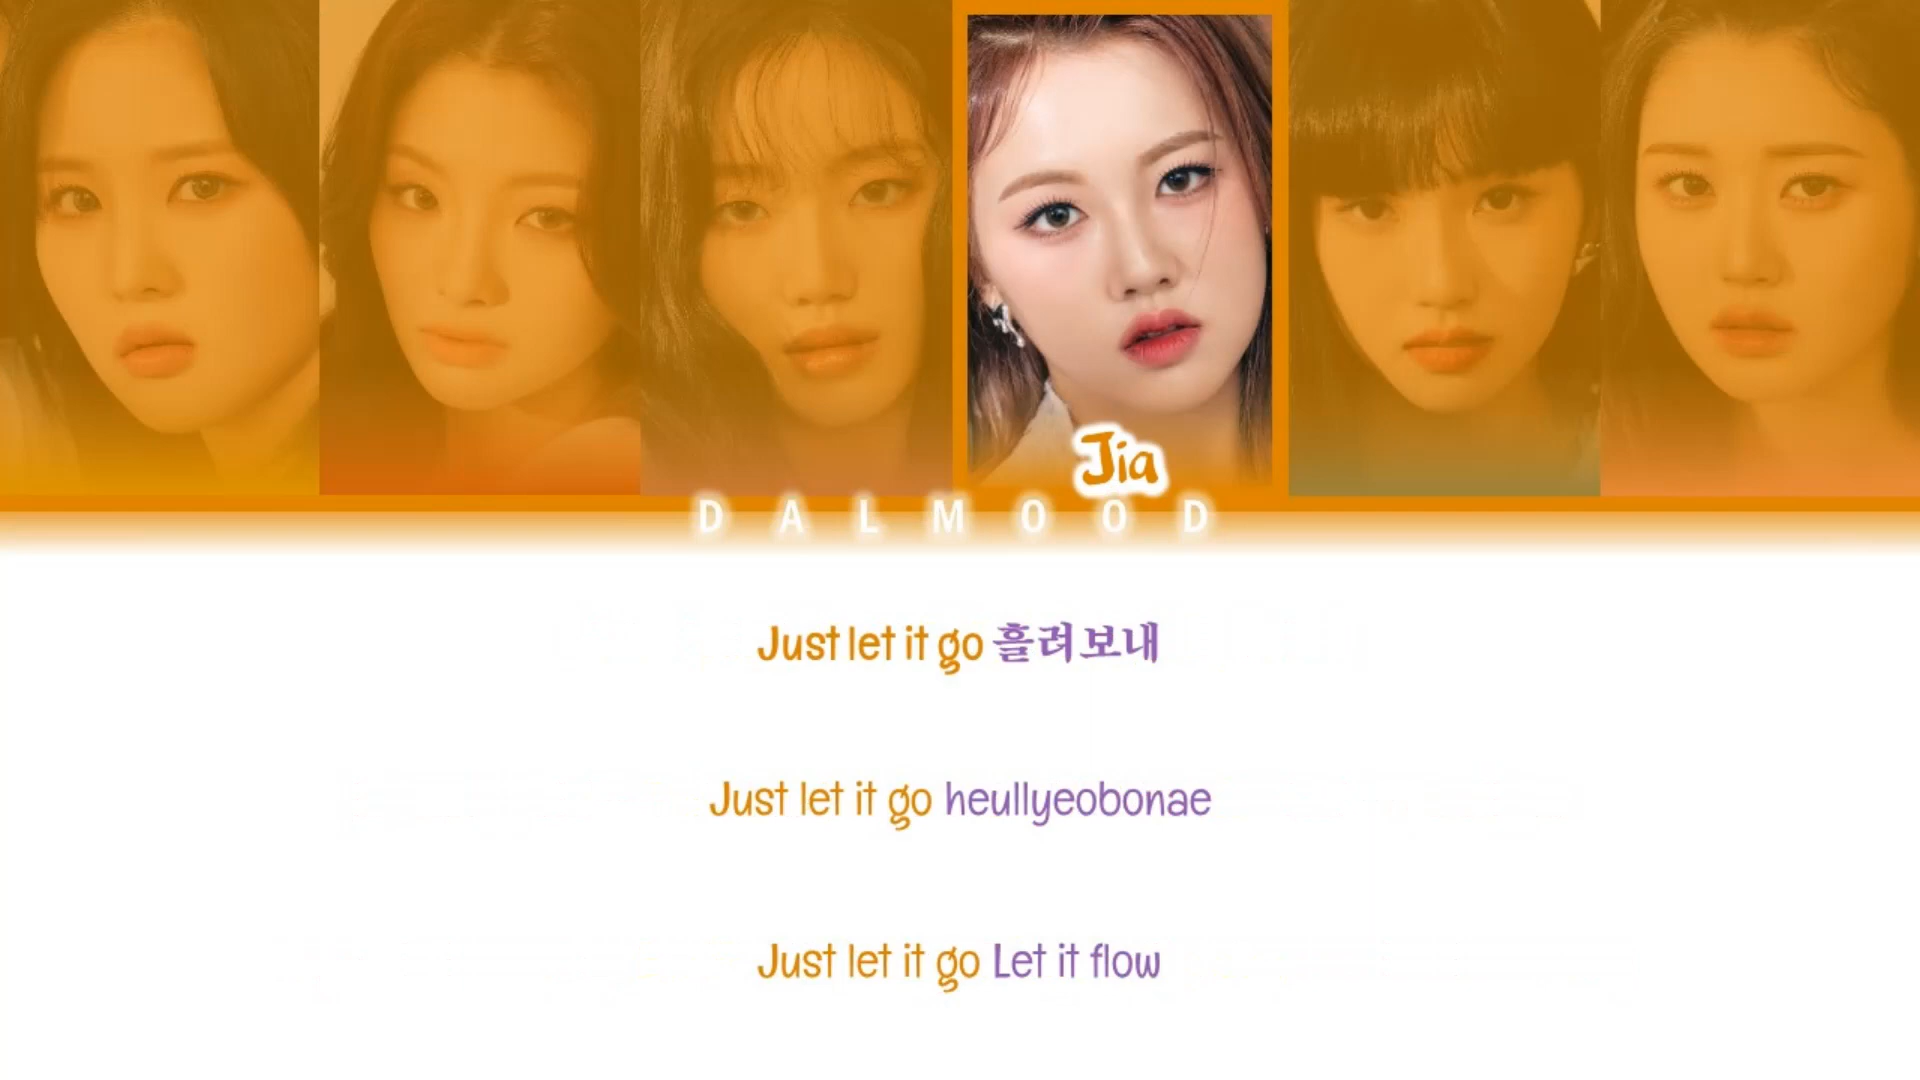 Jia
DALMOOD
Just let it go 흘려보내
Just let it go heullyeobonae
Just let it go Let it flow